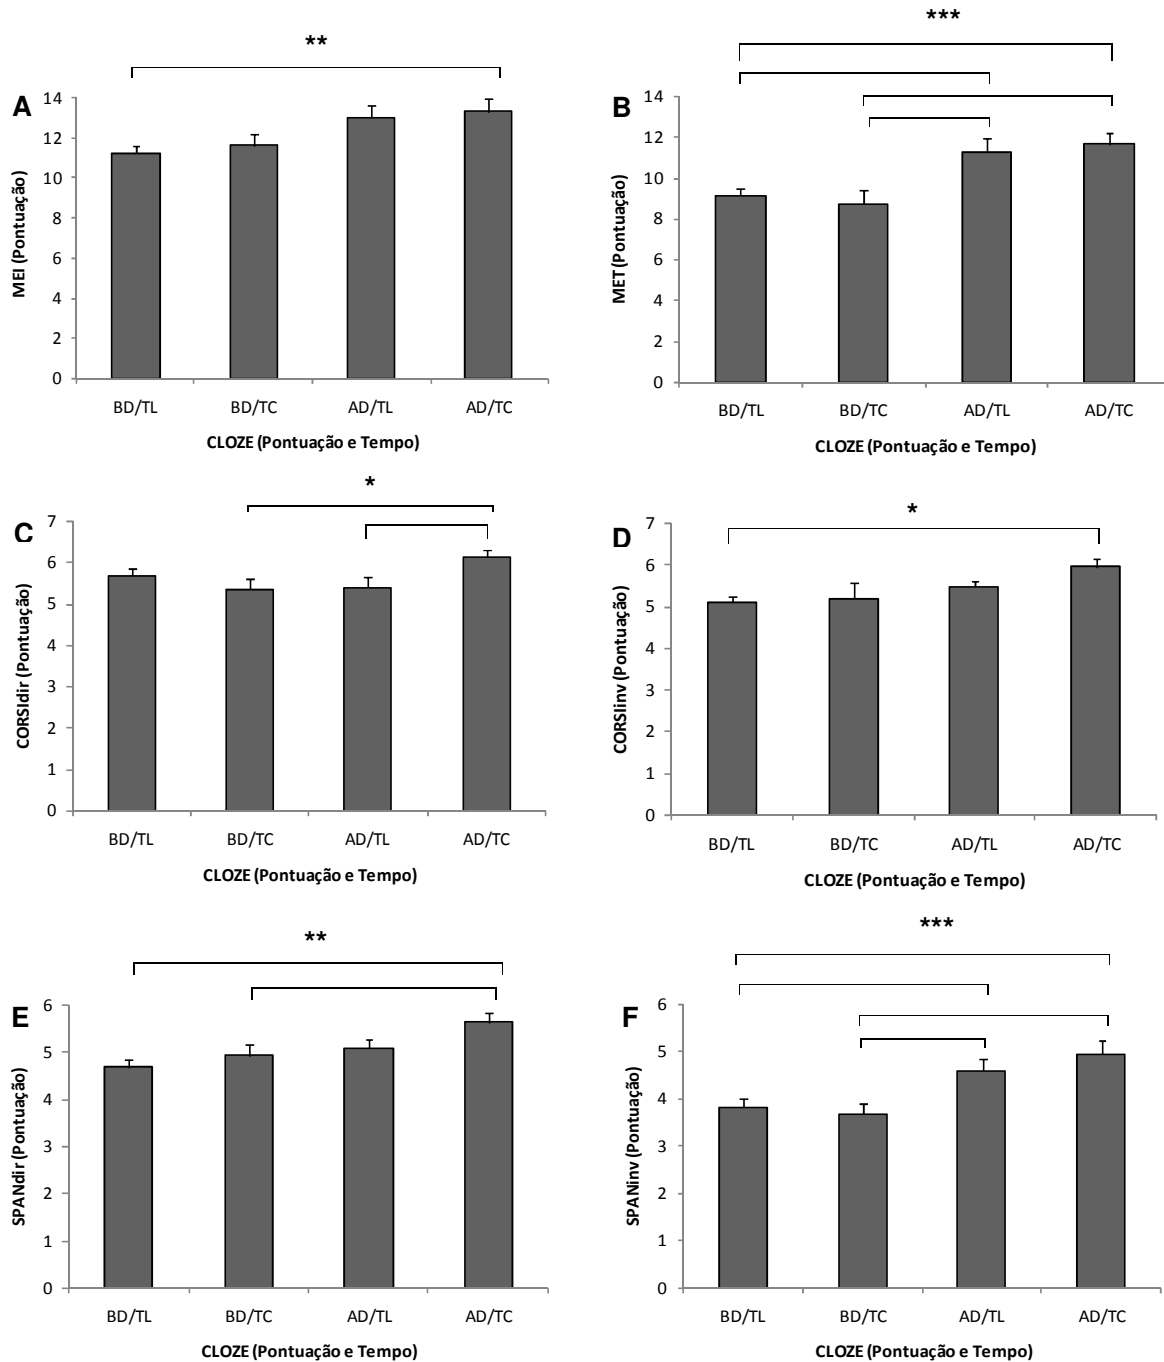 **
A
14
12
10
8
6
4
2
0
MEI (Pontuação)
BD/TL BD/TC AD/TL AD/TC
CLOZE (Pontuação e Tempo)
***
B
14
12
10
8
6
4
2
0
MET (Pontuação)
BD/TL BD/TC AD/TL AD/TC
CLOZE (Pontuação e Tempo)
*
C
7
6
5
4
3
2
1
0
CORSIdir (Pontuação)
BD/TL BD/TC AD/TL AD/TC
CLOZE (Pontuação e Tempo)
*
D
7
6
5
4
3
2
1
0
CORSIinv (Pontuação)
BD/TL BD/TC AD/TL AD/TC
CLOZE (Pontuação e Tempo)
**
E
6
5
4
3
2
1
0
SPANdir (Pontuação)
BD/TL BD/TC AD/TL AD/TC
CLOZE (Pontuação e Tempo)
***
F
6
5
4
3
2
1
0
SPANinv (Pontuação)
BD/TL BD/TC AD/TL AD/TC
CLOZE (Pontuação e Tempo)